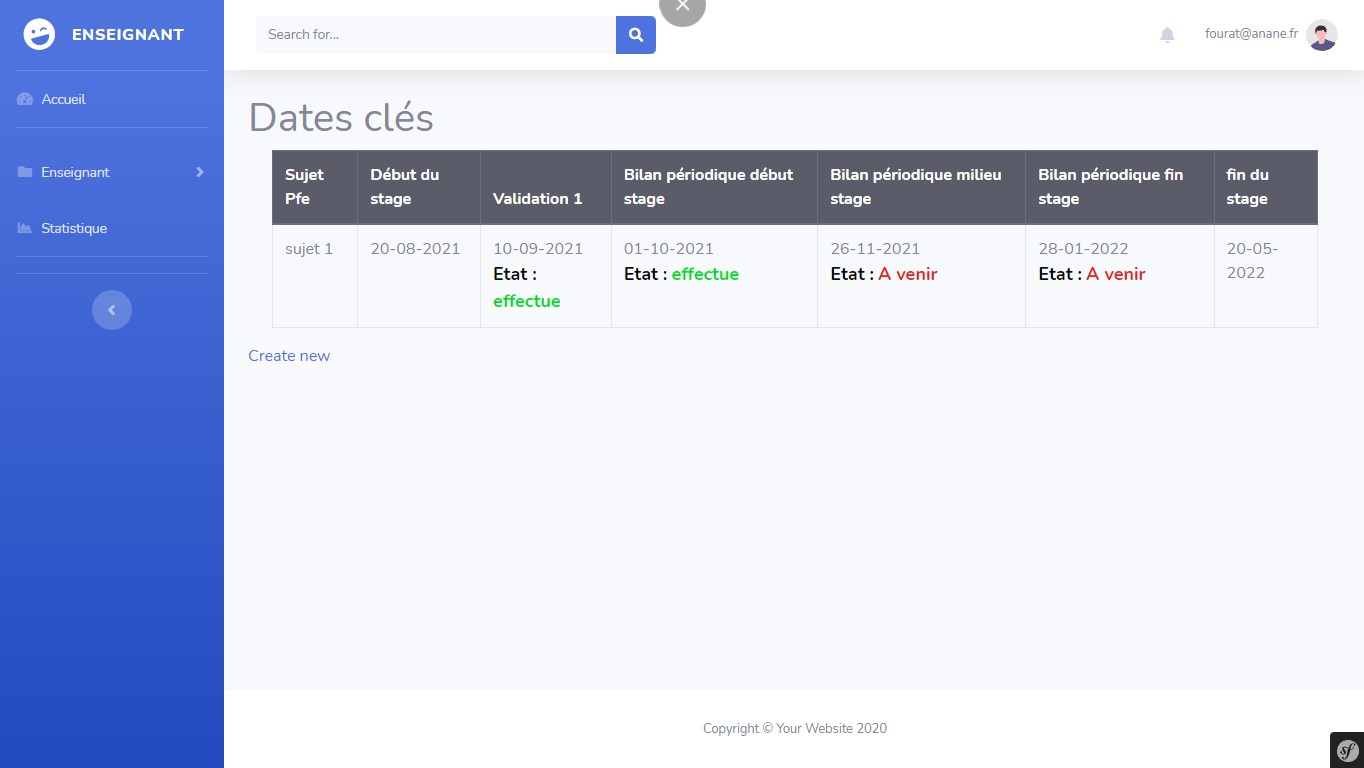 ENSEIGNANT
Search for...
fourat@anane.fr
Accueil
Enseignant
Statistique
Dates clés
Sujet Pfe
Début du stage
Validation 1
Bilan périodique début stage
Bilan périodique milieu stage
Bilan périodique fin stage
fin du stage
sujet 1
20-08-2021
10-09-2021
Etat :
effectue
01-10-2021
Etat : effectue
26-11-2021
Etat : A venir
28-01-2022
Etat : A venir
20-05-
2022
Create new
Copyright © Your Website 2020
sf